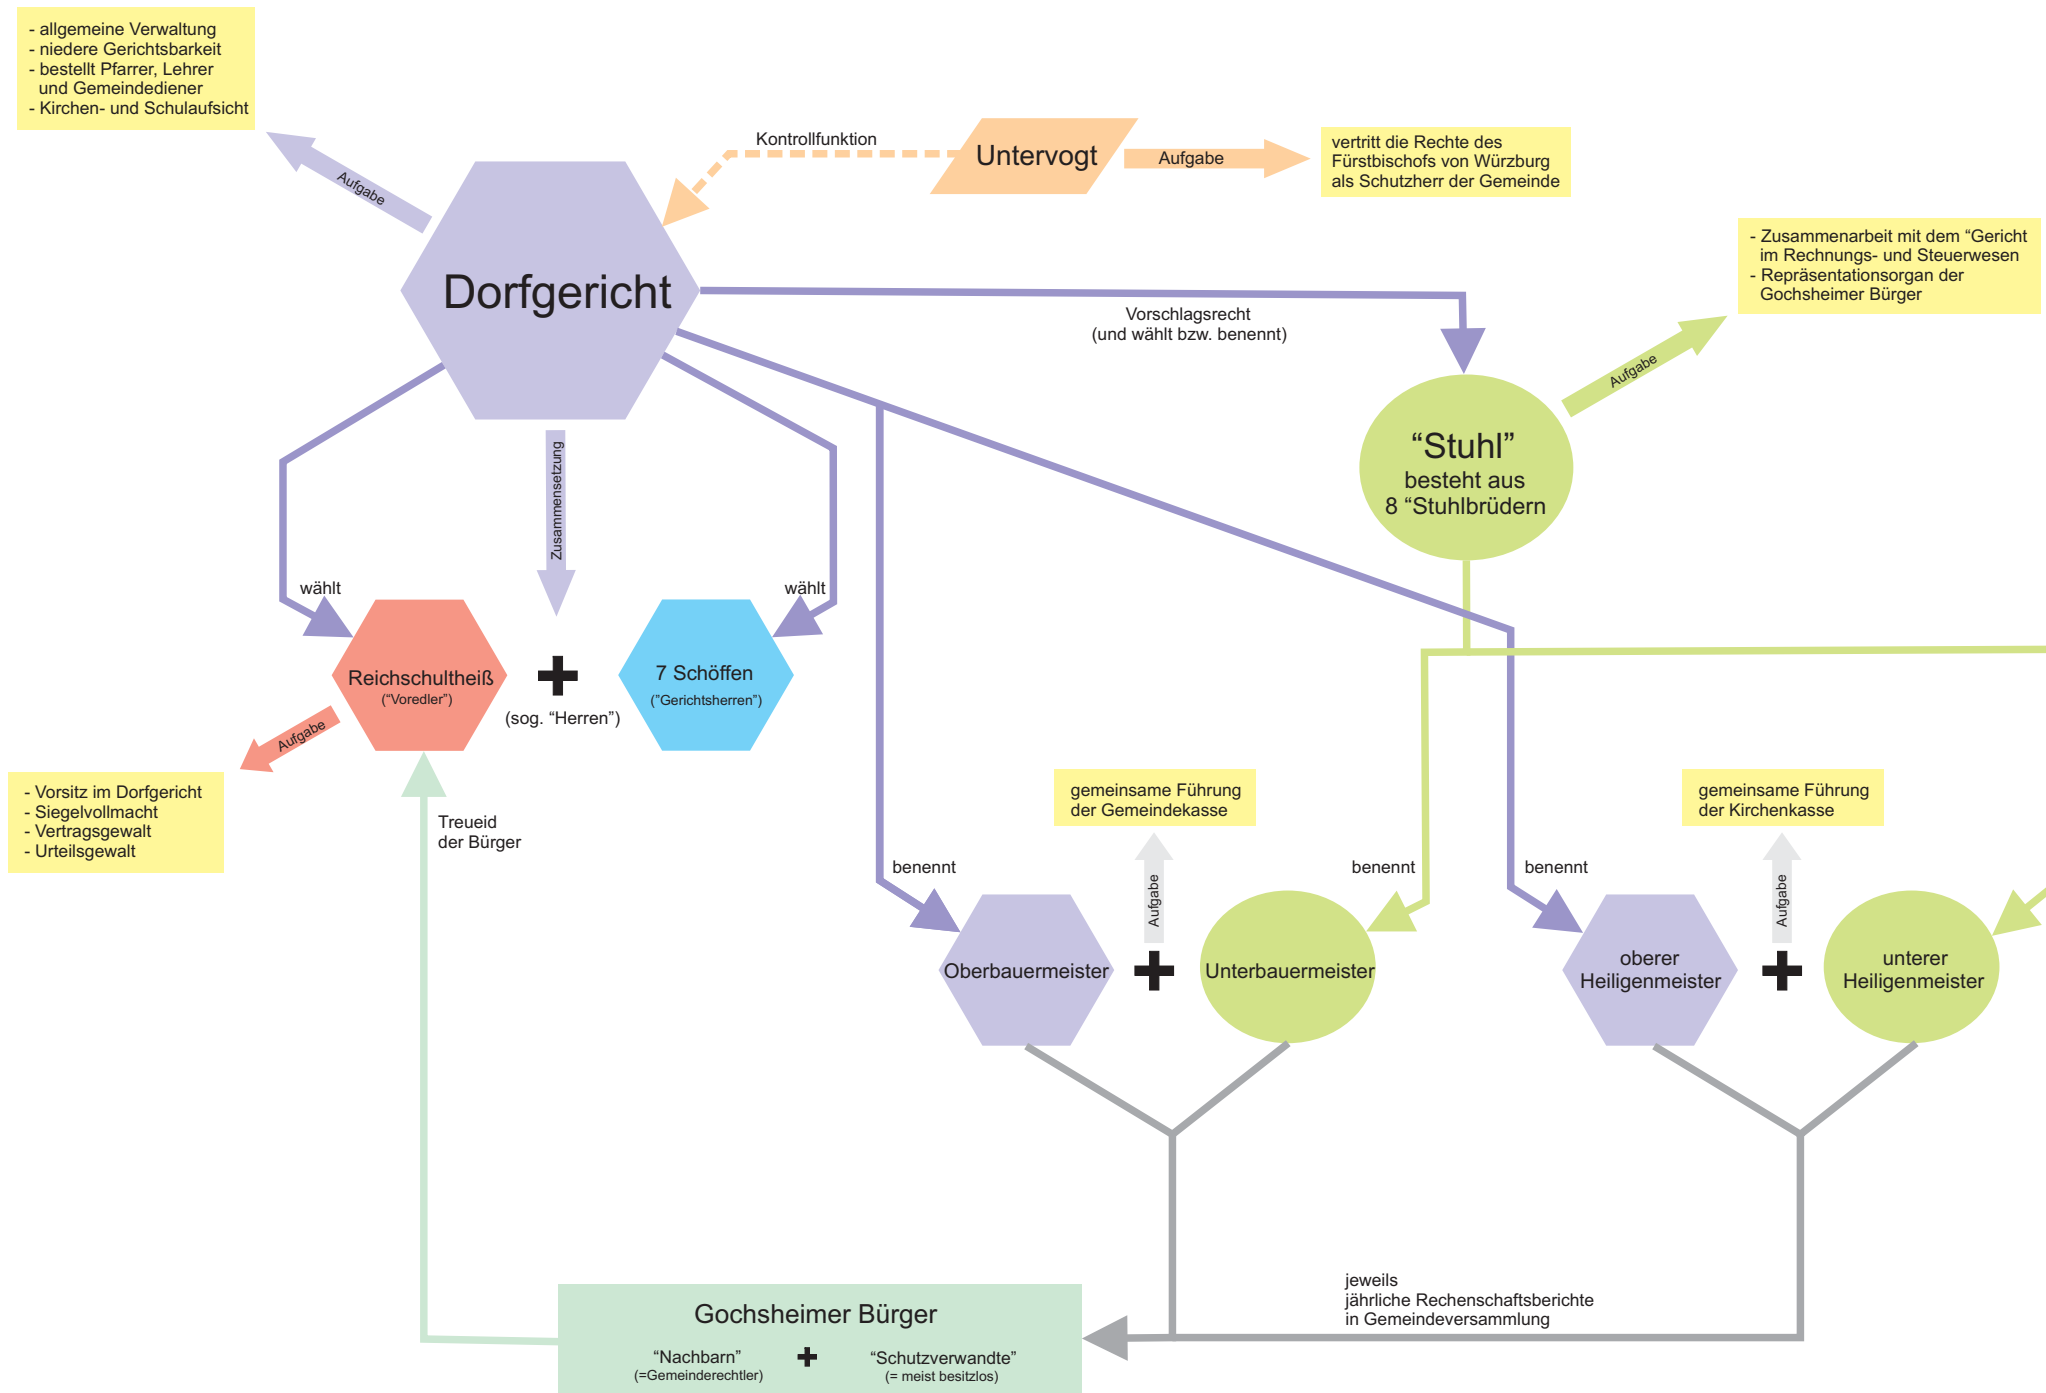 - allgemeine Verwaltung
- niedere Gerichtsbarkeit
- bestellt Pfarrer, Lehrer
und Gemeindediener
- Kirchen- und Schulaufsicht
Aufgabe
Kontrollfunktion
Untervogt
Aufgabe
vertritt die Rechte des
Fürstbischofs von Würzburg
als Schutzherr der Gemeinde
Dorfgericht
Vorschlagsrecht
(und wählt bzw. benennt)
- Zusammenarbeit mit dem “Gericht
im Rechnungs- und Steuerwesen
- Repräsentationsorgan der
Gochsheimer Bürger
Aufgabe
“Stuhl”
besteht aus
8 “Stuhlbrüdern
Zusammensetzung
wählt
wählt
Reichschultheiß
(“Voredler”)
(sog. “Herren”)
7 Schöffen
(”Gerichtsherren”)
Aufgabe
- Vorsitz im Dorfgericht
- Siegelvollmacht
- Vertragsgewalt
- Urteilsgewalt
Treueid
der Bürger
gemeinsame Führung
der Gemeindekasse
gemeinsame Führung
der Kirchenkasse
benennt
Aufgabe
benennt
benennt
Aufgabe
Oberbauermeister
Unterbauermeister
oberer
Heiligenmeister
unterer
Heiligenmeister
jeweils
jährliche Rechenschaftsberichte
in Gemeindeversammlung
Gochsheimer Bürger
“Nachbarn”
(=Gemeinderechtler)
“Schutzverwandte”
(= meist besitzlos)